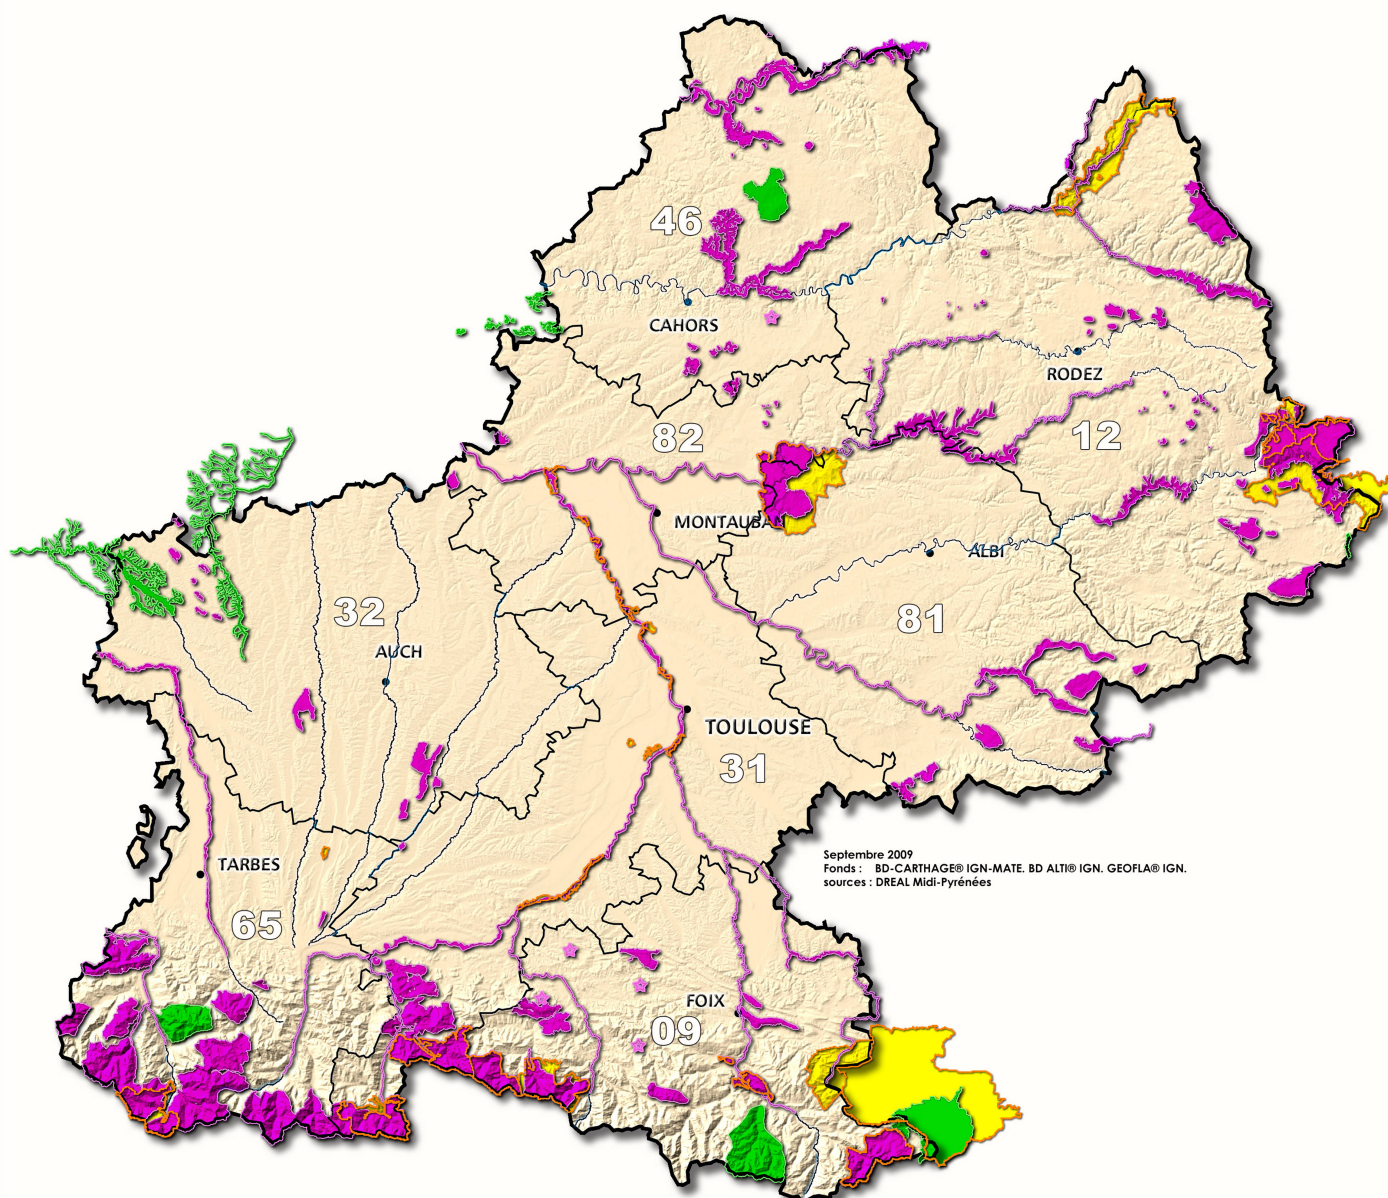 46
CAHORS
RODEZ
82
12
MONTAUBA
ALBI
32
81
AUCH
TOULOUSE
31
Septembre 2009
Fonds : BD-CARTHAGE® IGN-MATE. BD ALTI® IGN. GEOFLA® IGN.
sources : DREAL Midi-Pyrénées
TARBES
65
FOIX
09